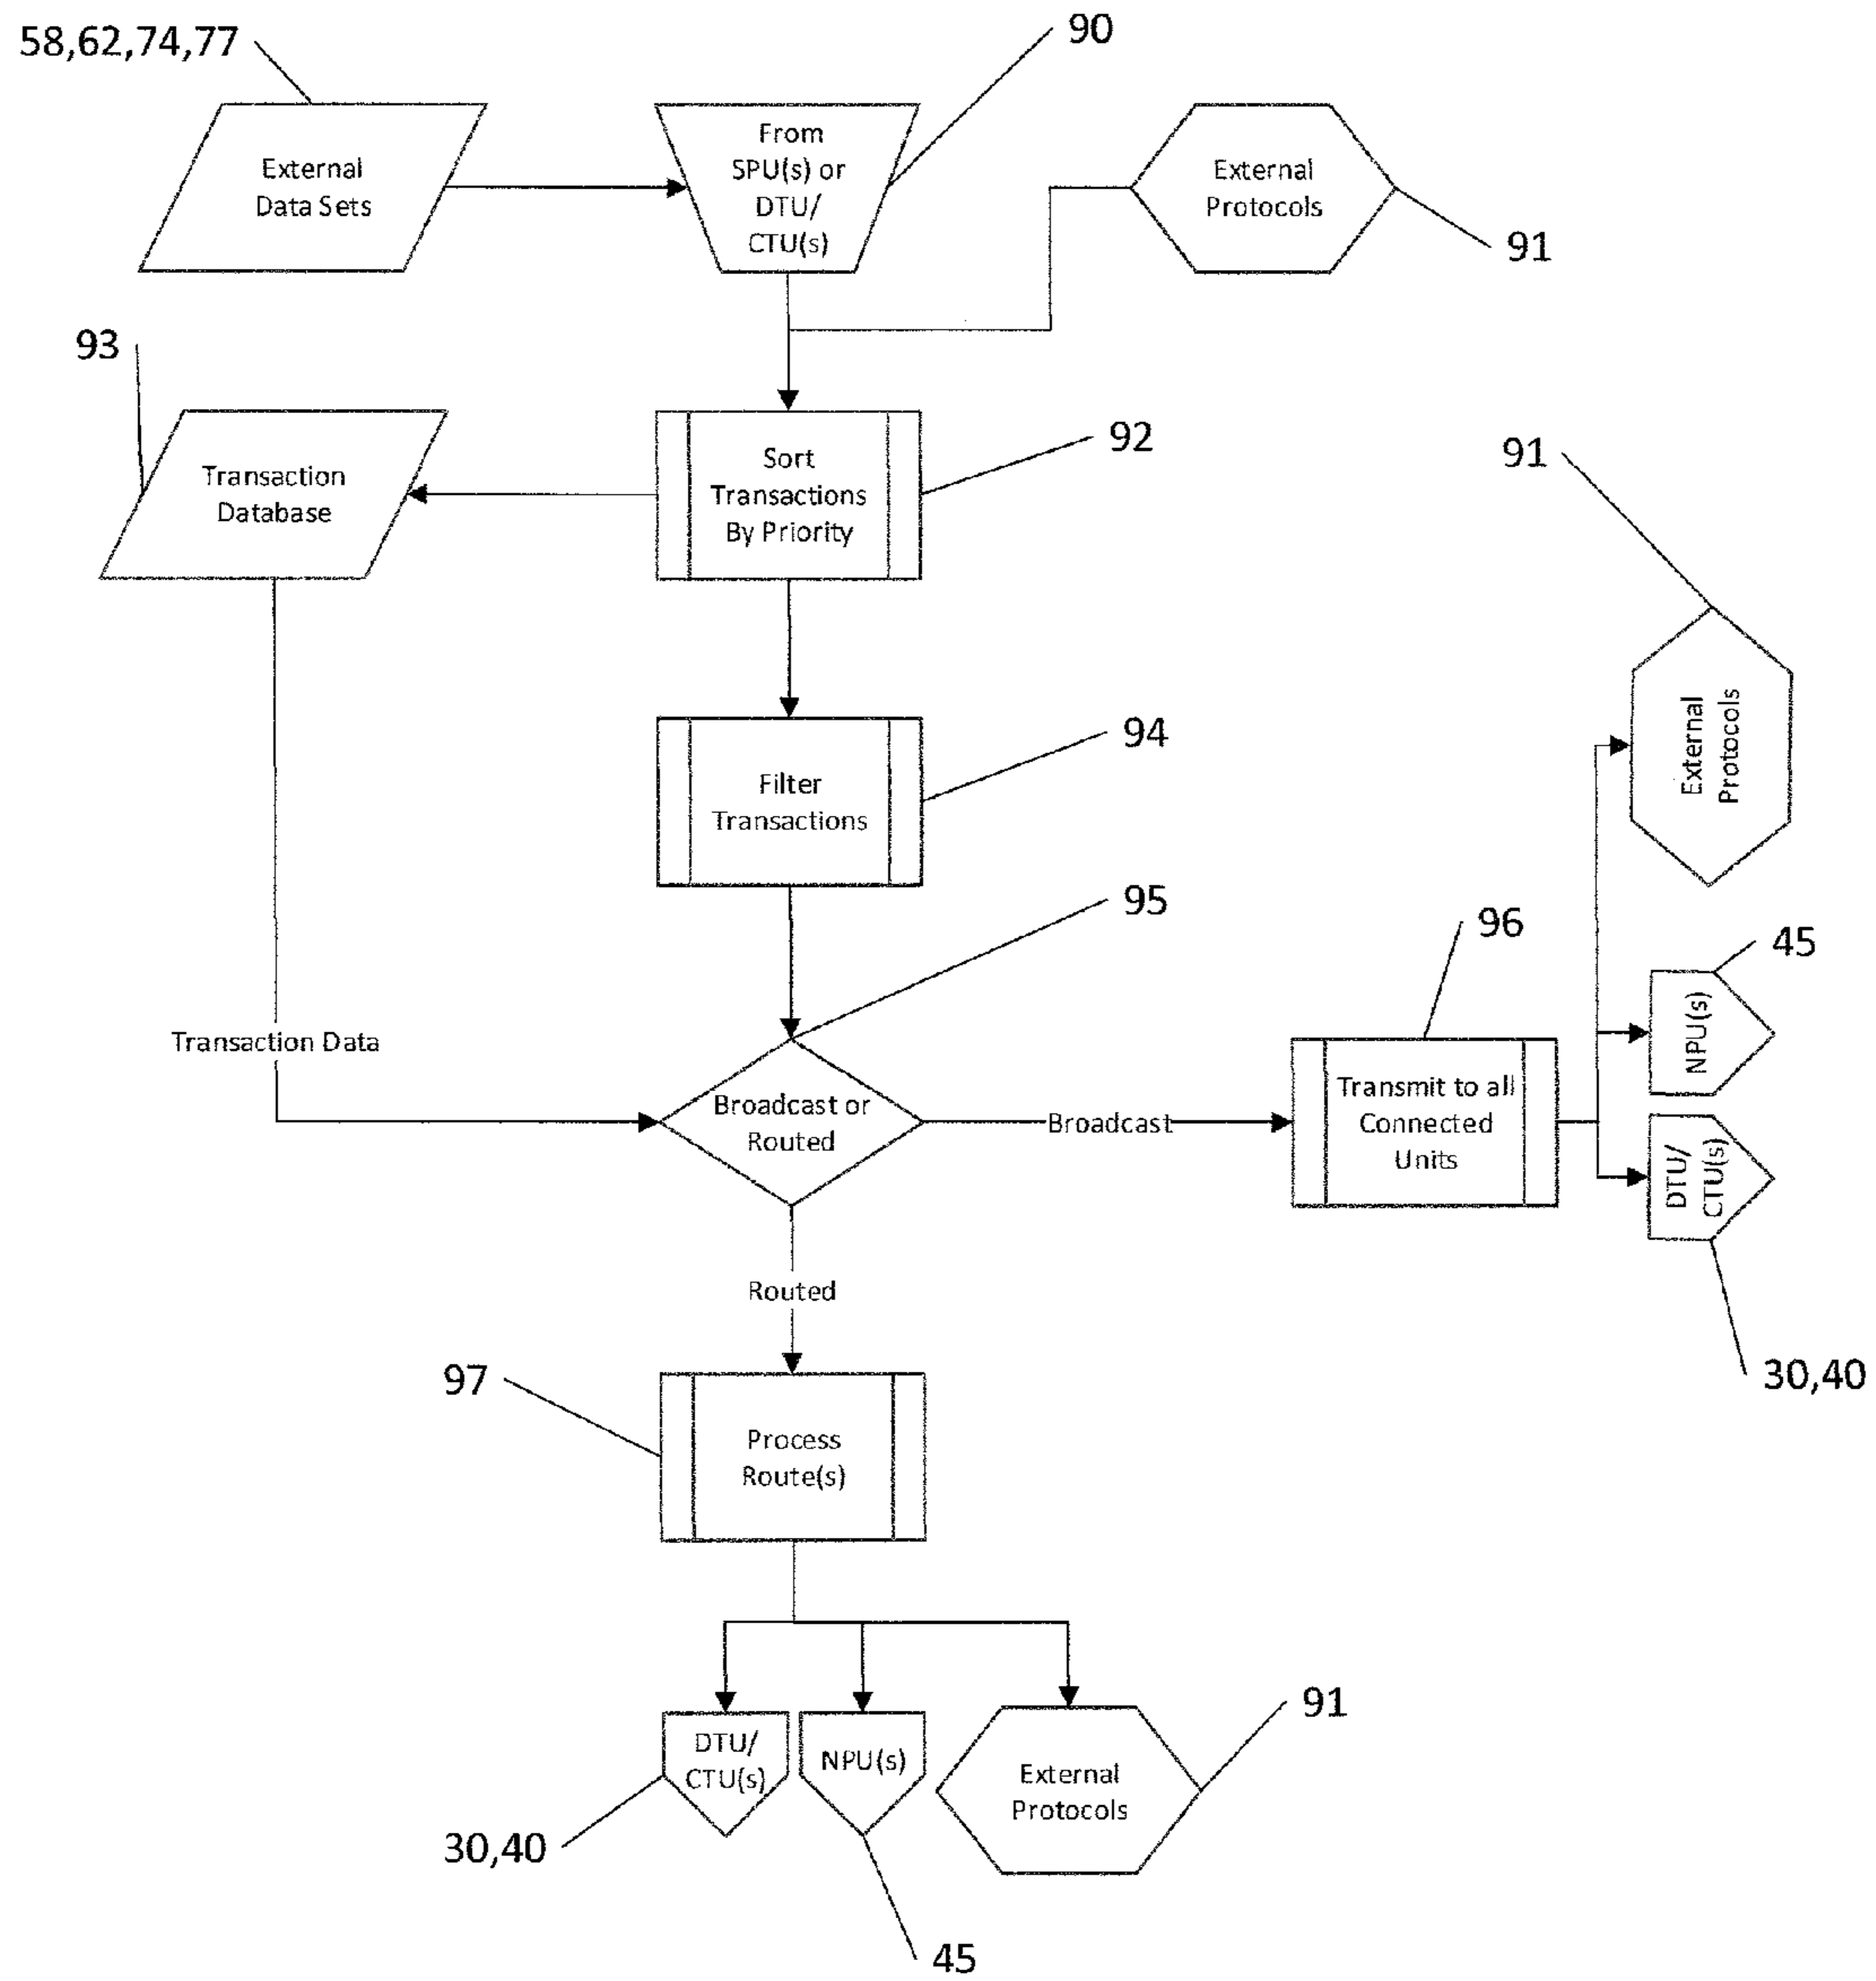 58,62,74,77
90
External
Data Sets
From
SPU(s) or
DTU/
CTU(s)
External
Protocols
91
93
Transaction
Database
Sort
Transactions
By Priority
92
91
External
Protocols
Filter
Transactions
94
95
96
45
NPU(s)
Transaction Data
Broadcast or
Routed
Broadcast
Transmit to all
Connected
Units
DTU/
CTU(s)
30,40
Routed
97
Process
Route(s)
DTU/
CTU(s)
NPU(s)
External
Protocols
91
30,40
45